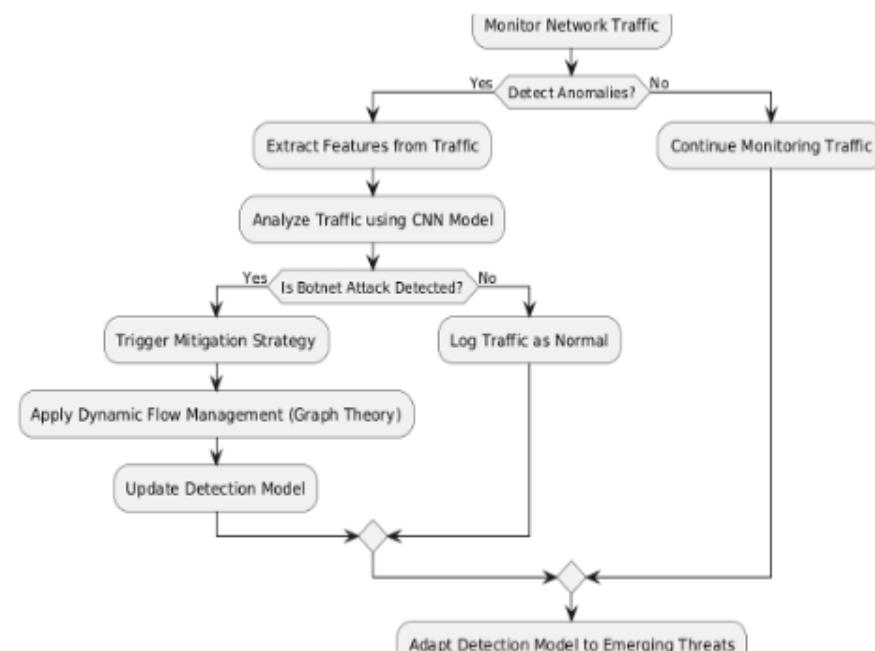 Monitor Network Traffic
Yes
Detect Anomalies?
No
Extract Features from Traffic
Continue Monitoring Traffic
Analyze Traffic using CNN Model
Yes
Is Botnet Attack Detected?
No
Trigger Mitigation Strategy
Log Traffic as Normal
Apply Dynamic Flow Management (Graph Theory)
Update Detection Model
Adapt Detection Model to Emerging Threats